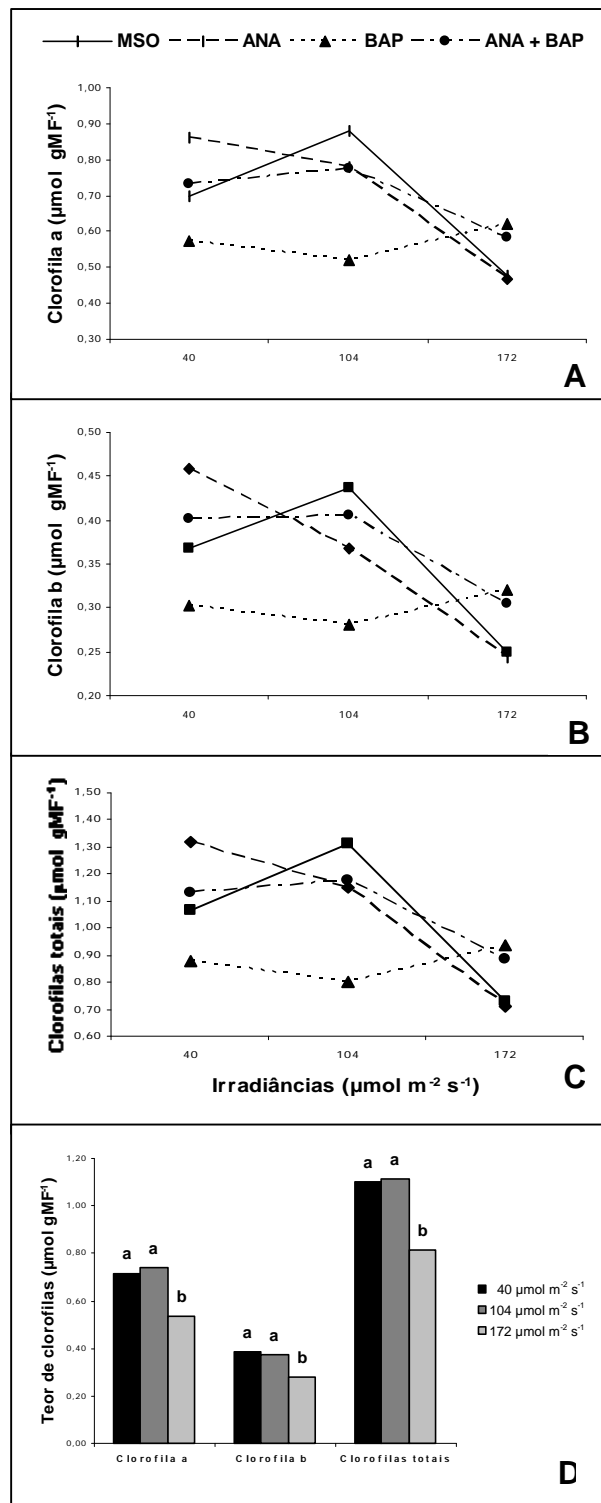 MSO ANA BAP ANA + BAP
Clorofila a (µmol gMF⁻¹)
1,00
0,90
0,80
0,70
0,60
0,50
0,40
0,30
40 104 172
A
Clorofila b (µmol gMF⁻¹)
0,50
0,45
0,40
0,35
0,30
0,25
0,20
40 104 172
B
Clorofilas totais (µmol gMF⁻¹)
1,50
1,40
1,30
1,20
1,10
1,00
0,90
0,80
0,70
0,60
40 104 172
Irradiâncias (µmol m⁻² s⁻¹)
C
Teor de clorofilas (µmol gMF⁻¹)
1,20
1,00
0,80
0,60
0,40
0,20
0,00
a a b
a a b
a a b
Clorofila a Clorofila b Clorofilas totais
40 µmol m⁻² s⁻¹
104 µmol m⁻² s⁻¹
172 µmol m⁻² s⁻¹
D